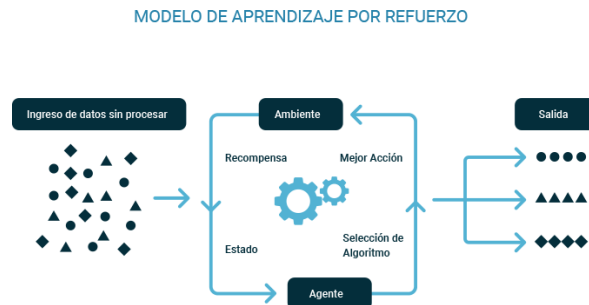 MODELO DE APRENDIZAJE POR REFUERZO
Ingreso de datos sin procesar
Ambiente
Salida
Recompensa
Mejor Acción
Estado
Selección de
Algoritmo
Agente